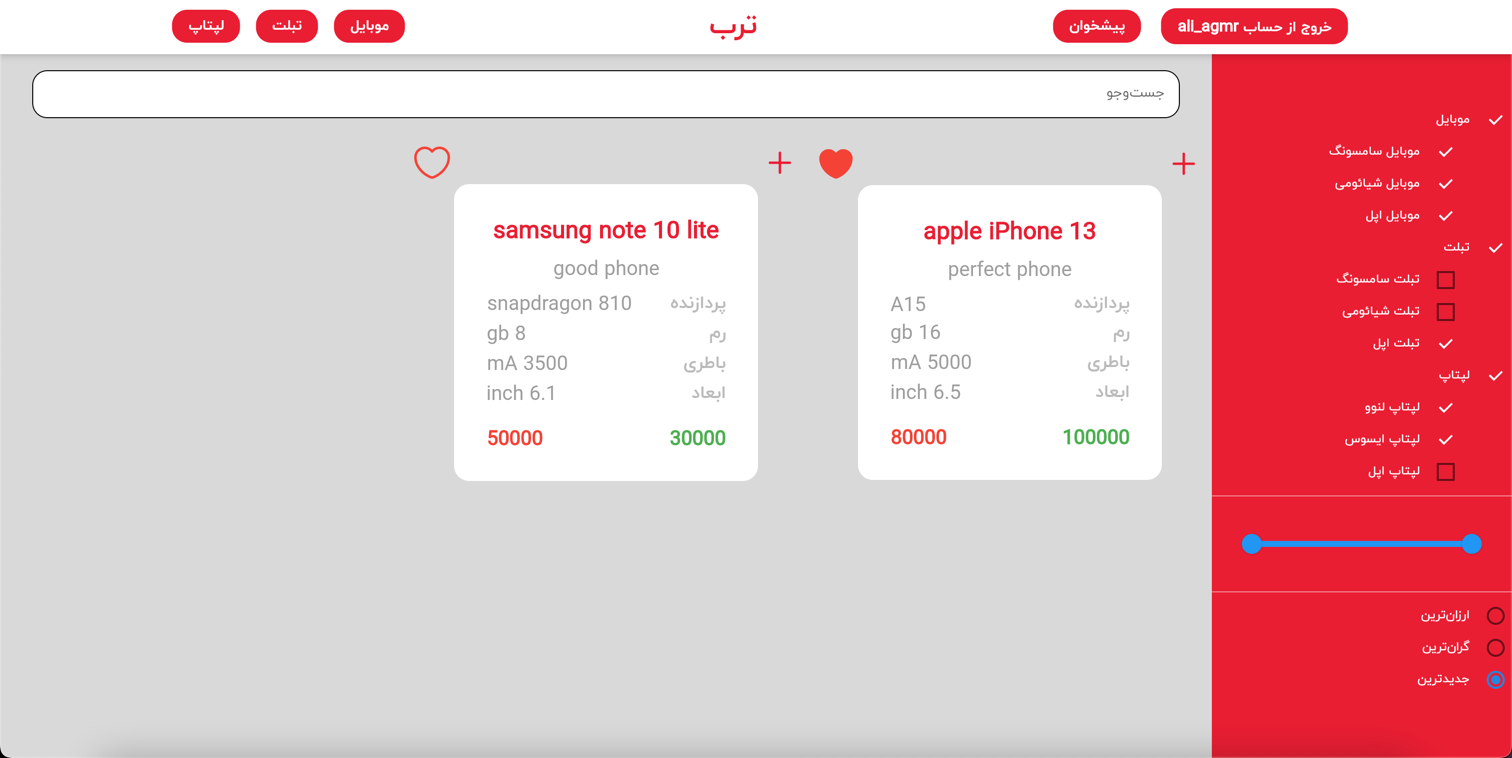 خروج از حساب ali_agmr
پیشخوان
ترب
موبایل
تبلت
لپتاپ
جست‌وجو
موبایل
موبایل سامسونگ
موبایل شیائومی
موبایل اپل
تبلت
تبلت سامسونگ
تبلت شیائومی
تبلت اپل
لپتاپ
لپتاپ لنوو
لپتاپ ایسوس
لپتاپ اپل
ارزان‌ترین
گران‌ترین
جدیدترین
apple iPhone 13
perfect phone
پردازنده A15
رم gb 16
باطری mA 5000
ابعاد inch 6.5
100000 80000
samsung note 10 lite
good phone
پردازنده snapdragon 810
رم gb 8
باطری mA 3500
ابعاد inch 6.1
30000 50000